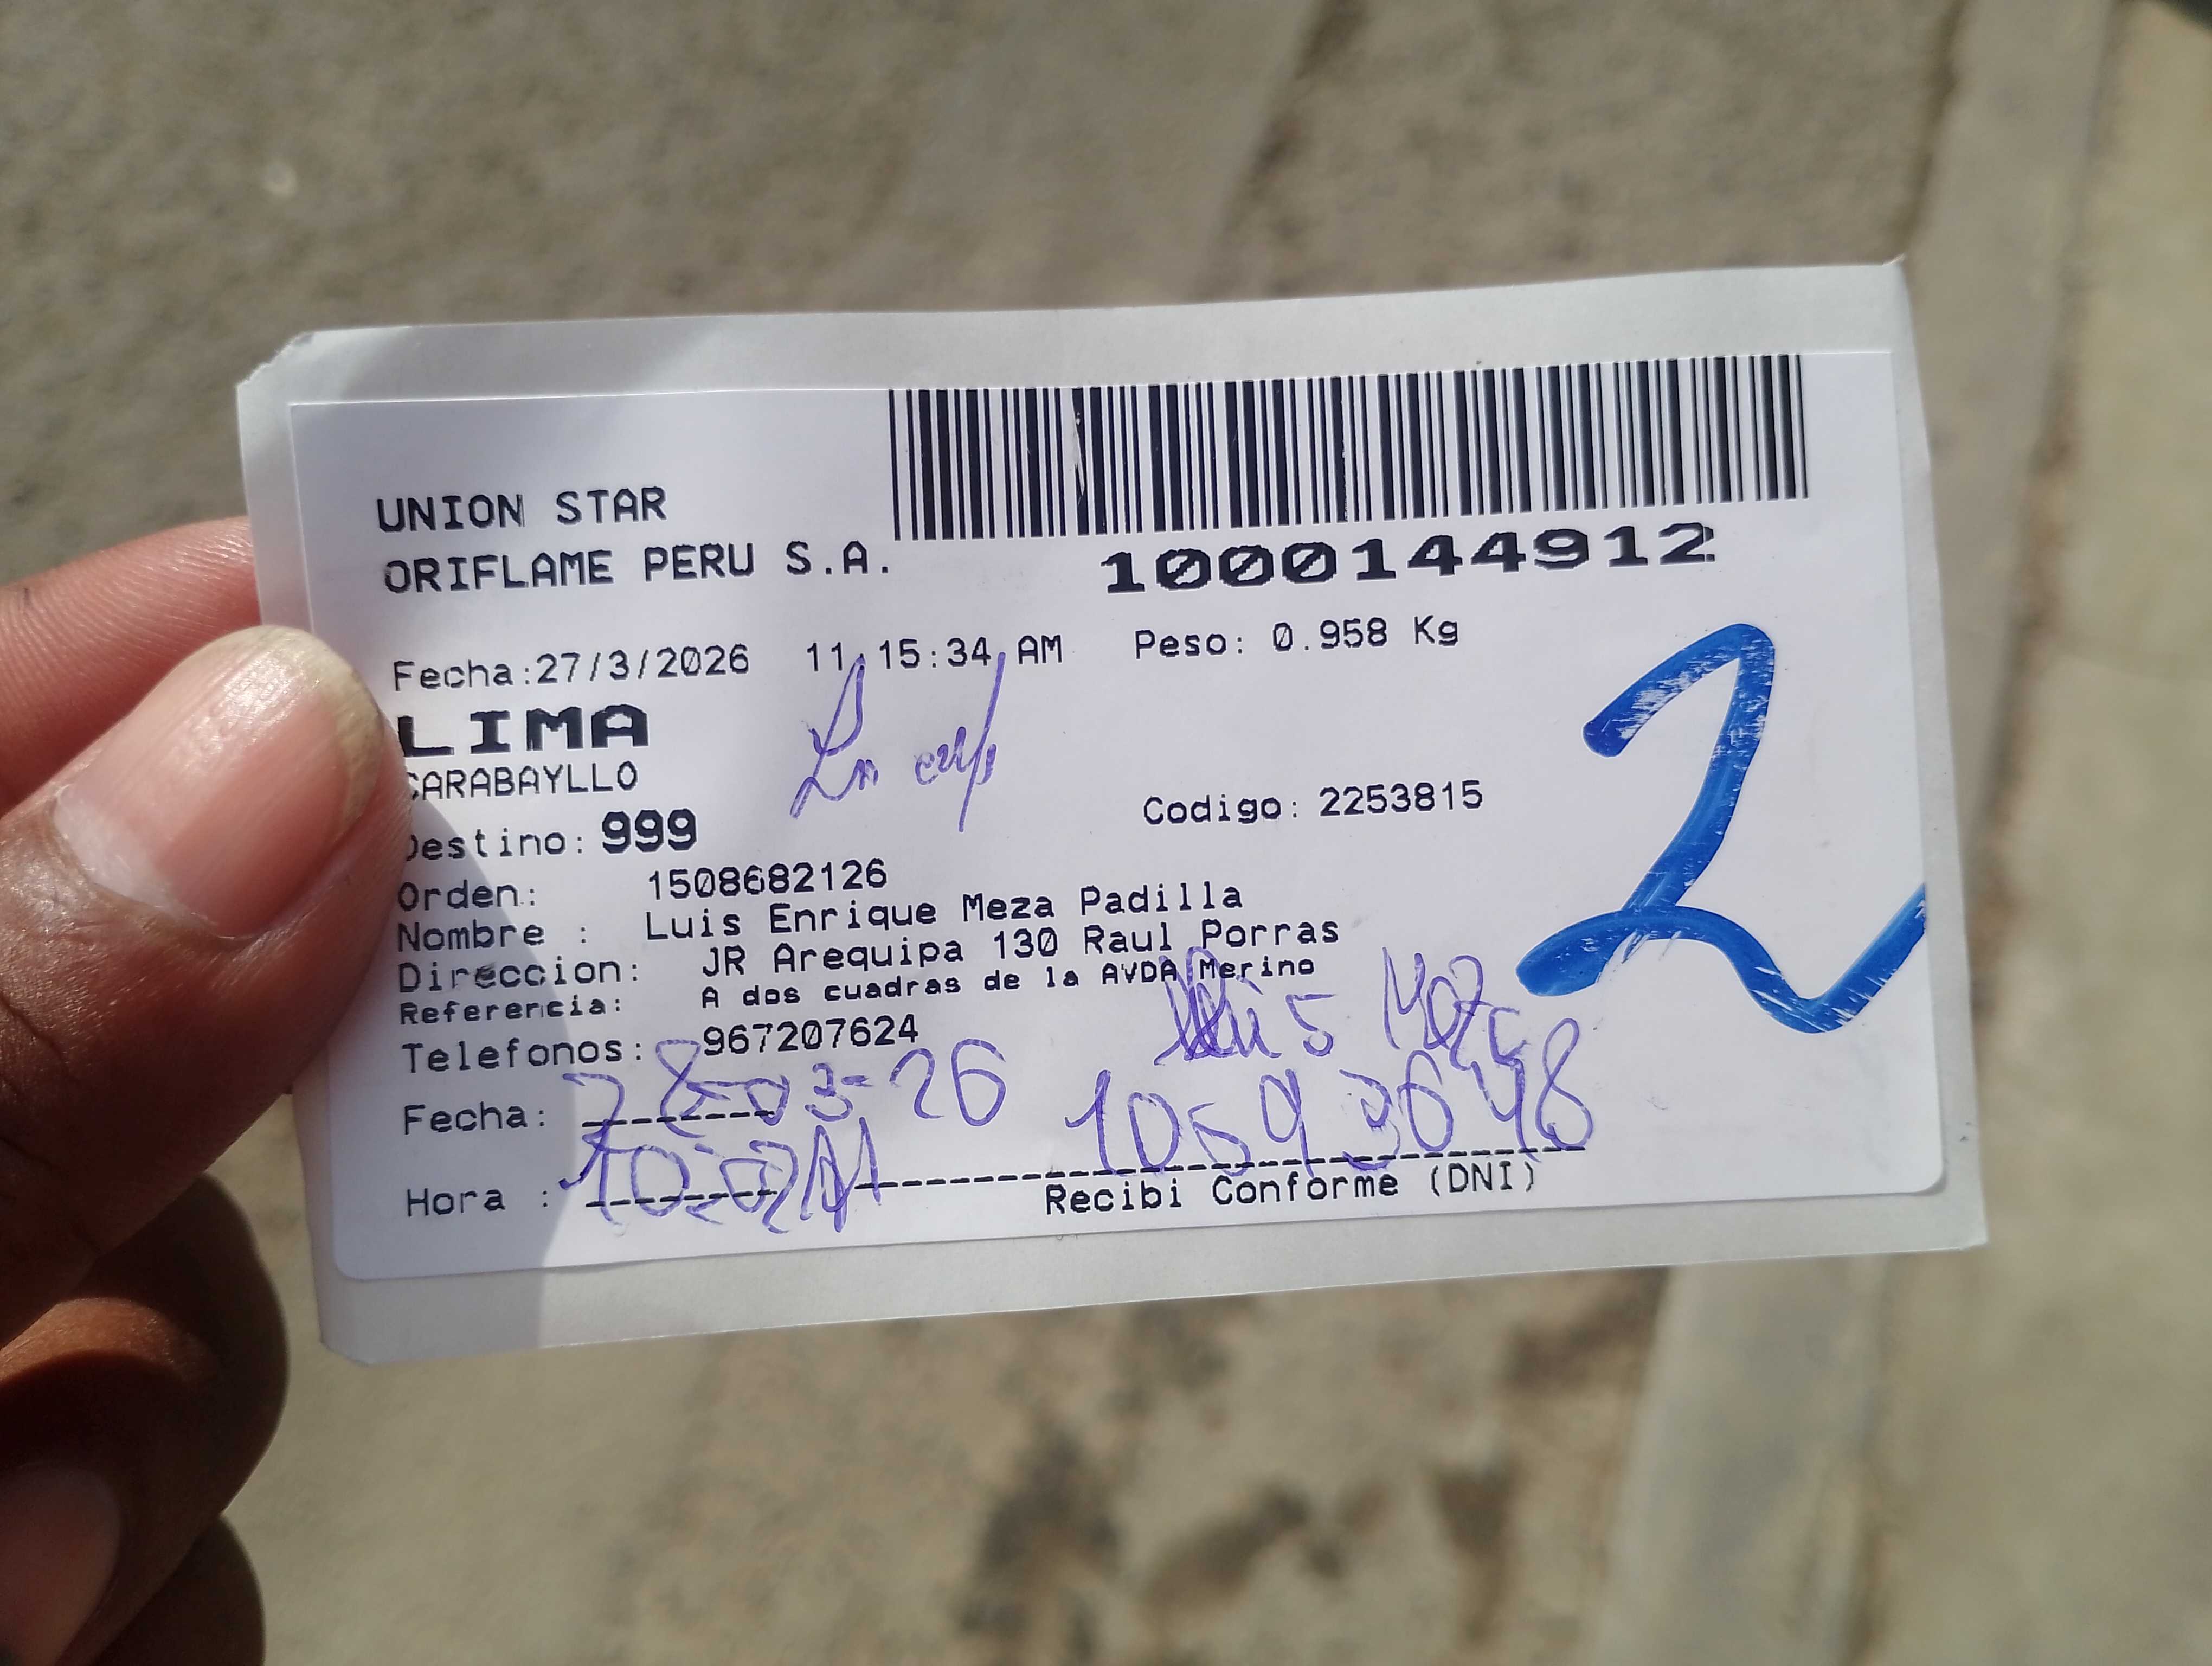 UNION STAR
ORIFLAME PERU S.A.
1000144912
Fecha:27/3/2026 11:15:34 AM Peso: 0.958 Kg
LIMA
CARABAYLLO
Destino: 999 Codigo: 2253815
Orden: 1508682126
Nombre : Luis Enrique Meza Padilla
Direccion: JR Arequipa 130 Raul Porras
Referencia: A dos cuadras de la AVDA Merino
Telefonos: 967207624
Fecha: 28-03-26
Hora :
Recibi Conforme (DNI)
2